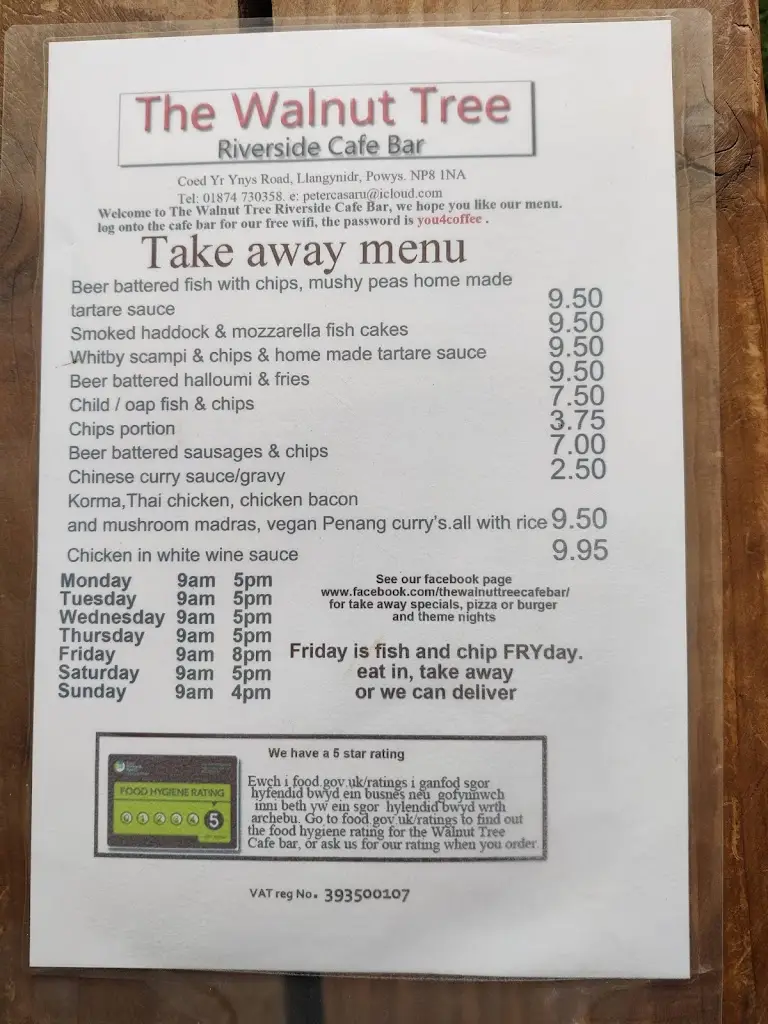 The Walnut Tree
Riverside Cafe Bar
Coed Yr Ynys Road, Llangynidr, Powys. NP8 1NA
Tel: 01874 730358. e: petercasaru@icloud.com
Welcome to The Walnut Tree Riverside Cafe Bar, we hope you like our menu.
log onto the cafe bar for our free wifi, the password is you4coffee .
Take away menu
Beer battered fish with chips, mushy peas home made
tartare sauce 9.50
Smoked haddock & mozzarella fish cakes 9.50
Whitby scampi & chips & home made tartare sauce 9.50
Beer battered halloumi & fries 9.50
Child / oap fish & chips 7.50
Chips portion 3.75
Beer battered sausages & chips 7.00
Chinese curry sauce/gravy 2.50
Korma,Thai chicken, chicken bacon
and mushroom madras, vegan Penang curry's.all with rice 9.50
Chicken in white wine sauce 9.95
Monday 9am 5pm
Tuesday 9am 5pm
Wednesday 9am 5pm
Thursday 9am 5pm
Friday 9am 8pm
Saturday 9am 5pm
Sunday 9am 4pm
See our facebook page
www.facebook.com/thewalnuttreecafebar/
for take away specials, pizza or burger
and theme nights
Friday is fish and chip FRYday.
eat in, take away
or we can deliver
We have a 5 star rating
FOOD HYGIENE RATING
0 1 2 3 4 5
Ewch i food.gov.uk/ratings i ganfod sgor
hyfendid bwyd ein busnes neu gofynnwch
inni beth yw ein sgor hylendid bwyd wrth
archebu. Go to food.gov.uk/ratings to find out
the food hygiene rating for the Walnut Tree
Cafe bar, or ask us for our rating when you order
VAT reg No. 393500107